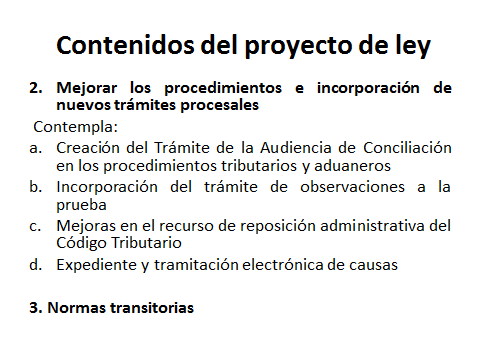 Contenidos del proyecto de ley
2. Mejorar los procedimientos e incorporación de
nuevos trámites procesales
Contempla:
a. Creación del Trámite de la Audiencia de Conciliación
en los procedimientos tributarios y aduaneros
b. Incorporación del trámite de observaciones a la
prueba
c. Mejoras en el recurso de reposición administrativa del
Código Tributario
d. Expediente y tramitación electrónica de causas
3. Normas transitorias